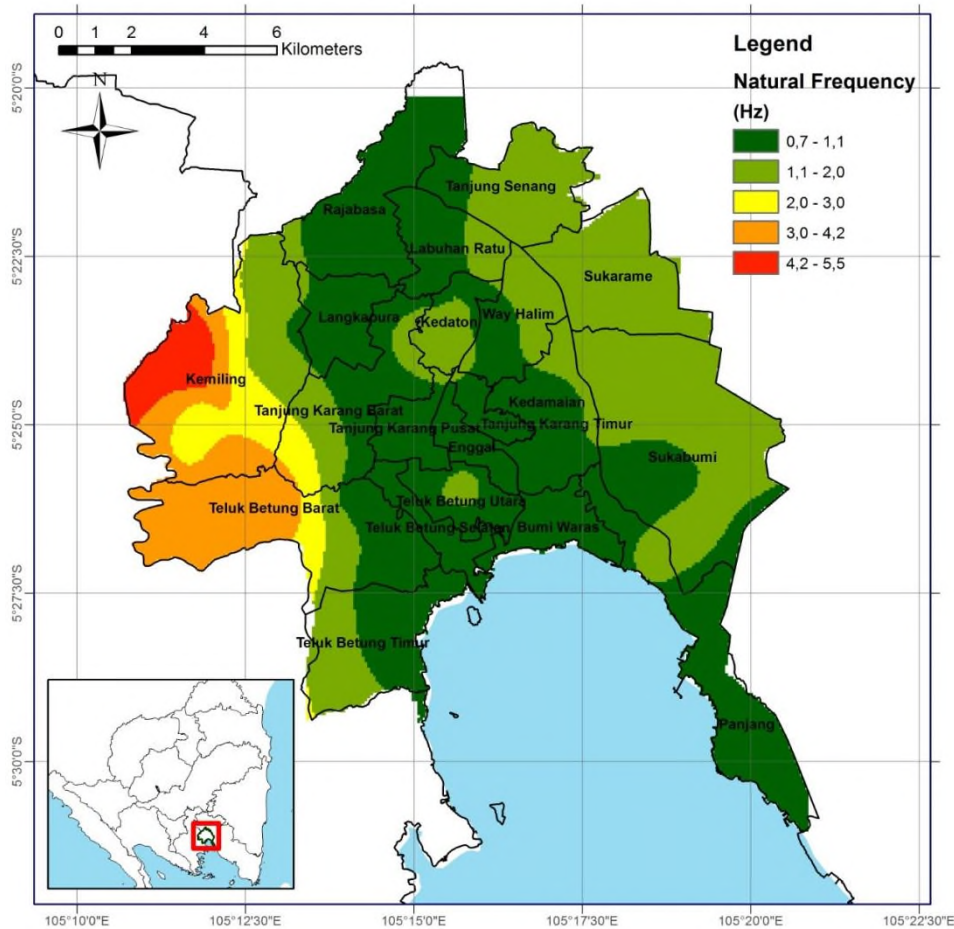 0 1 2 4 6
Kilometers
N
Legend
Natural Frequency
(Hz)
0,7 - 1,1
1,1 - 2,0
2,0 - 3,0
3,0 - 4,2
4,2 - 5,5
5°20'0"S
5°22'30"S
5°25'0"S
5°27'30"S
5°30'0"S
Tanjung Senang
Rajabasa
Labuhan Ratu
Sukarame
Langkapura
Kedaton
Way Halim
Kemiling
Kedamaian
Tanjung Karang Barat
Tanjung Karang Pusat
Tanjung Karang Timur
Enggal
Sukabumi
Teluk Betung Utara
Teluk Betung Barat
Teluk Betung Selatan
Bumi Waras
Teluk Betung Timur
Panjang
105°10'0"E
105°12'30"E
105°15'0"E
105°17'30"E
105°20'0"E
105°22'30"E